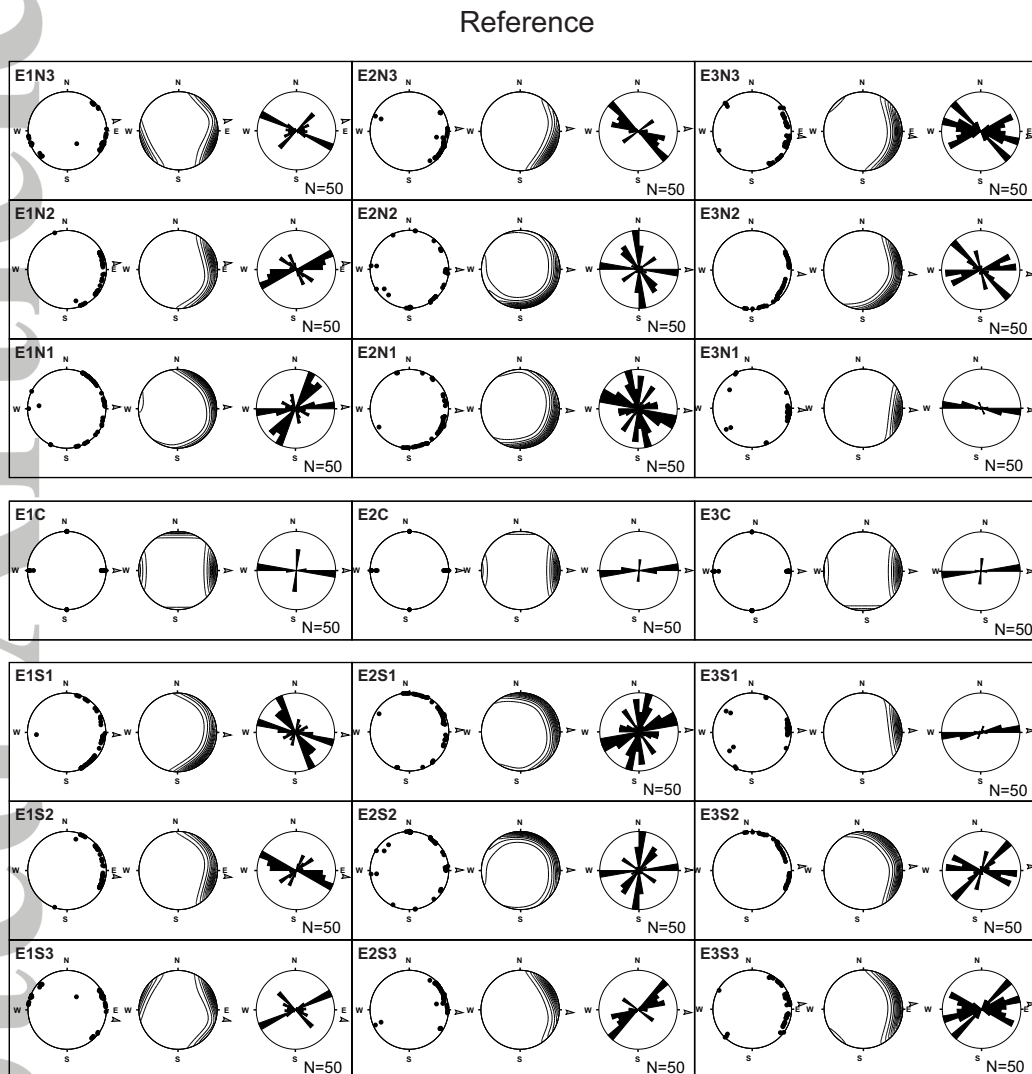 Reference
E1N3 E2N3 E3N3
N N N N N N
W E W E W W W E W E
S S S S S S
N=50 N=50 N=50
E1N2 E2N2 E3N2
N N N N N N
W E W E W W W E W E
S S S S S S
N=50 N=50 N=50
E1N1 E2N1 E3N1
N N N N N N
W W W W W W
S S S S S S
N=50 N=50 N=50
E1C E2C E3C
N N N N N N
W W W W W W
S S S S S S
N=50 N=50 N=50
E1S1 E2S1 E3S1
N N N N N N
W W W W W W
S S S S S S
N=50 N=50
E1S2 E2S2 E3S2
N N N N N N
W E W E W W W W
S S S S S S
N=50 N=50 N=50
E1S3 E2S3 E3S3
N N N N N N
W E W E W W W E W E
S S S S S S
N=50 N=50 N=50